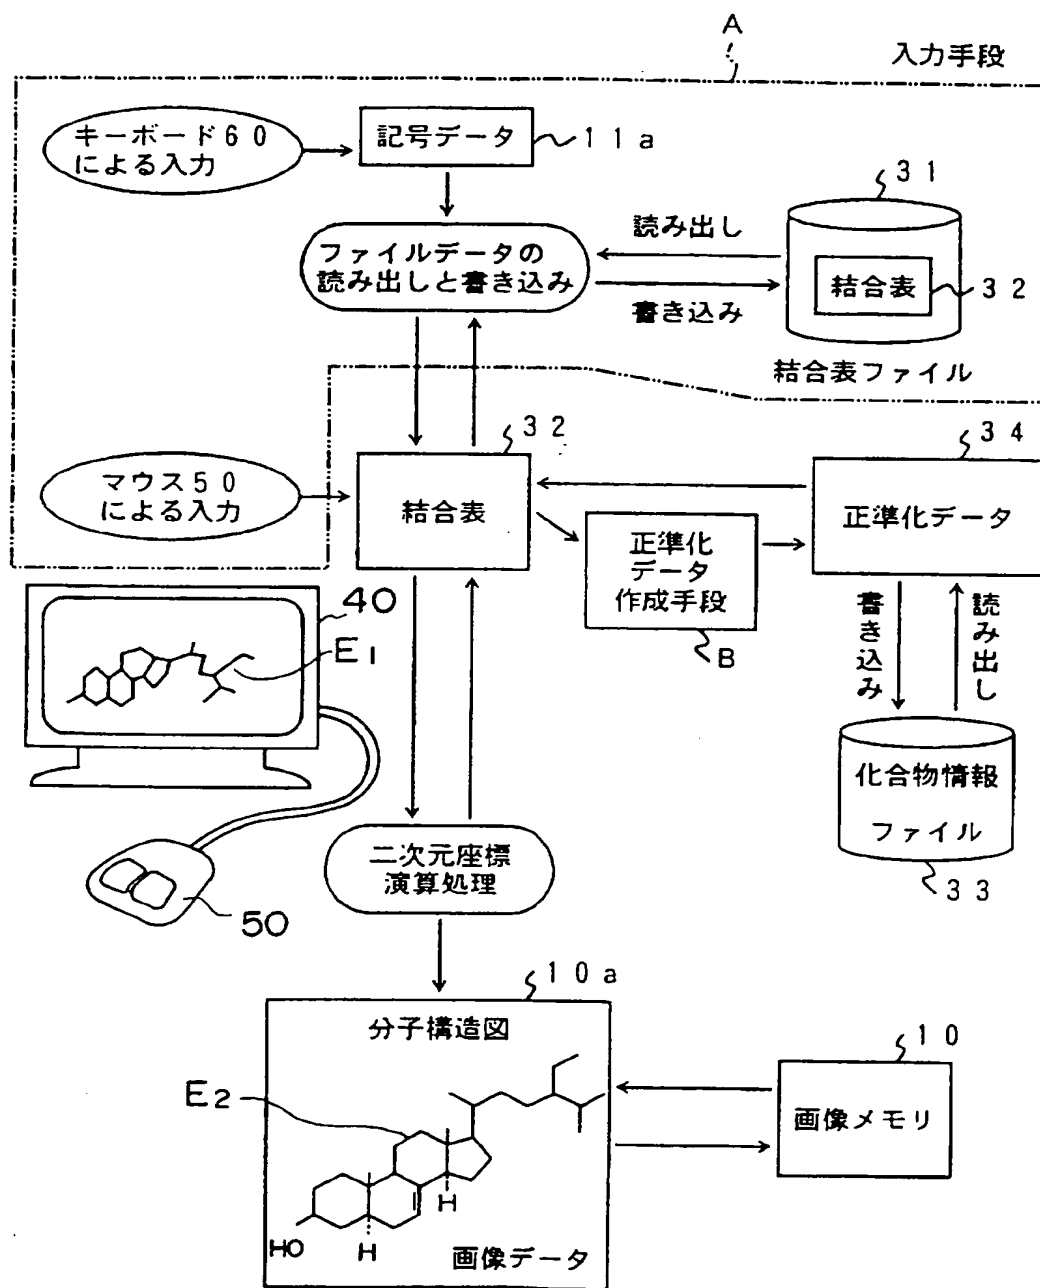 A
入力手段
キーボード60
による入力
記号データ
11a
31
ファイルデータの
読み出しと書き込み
読み出し
書き込み
結合表
32
結合表ファイル
マウス50
による入力
32
結合表
34
正準化データ
正準化
データ
作成手段
B
書き込み
読み出し
40
E1
50
化合物情報
ファイル
33
二次元座標
演算処理
10a
分子構造図
E2
H
HO
H
画像データ
10
画像メモリ